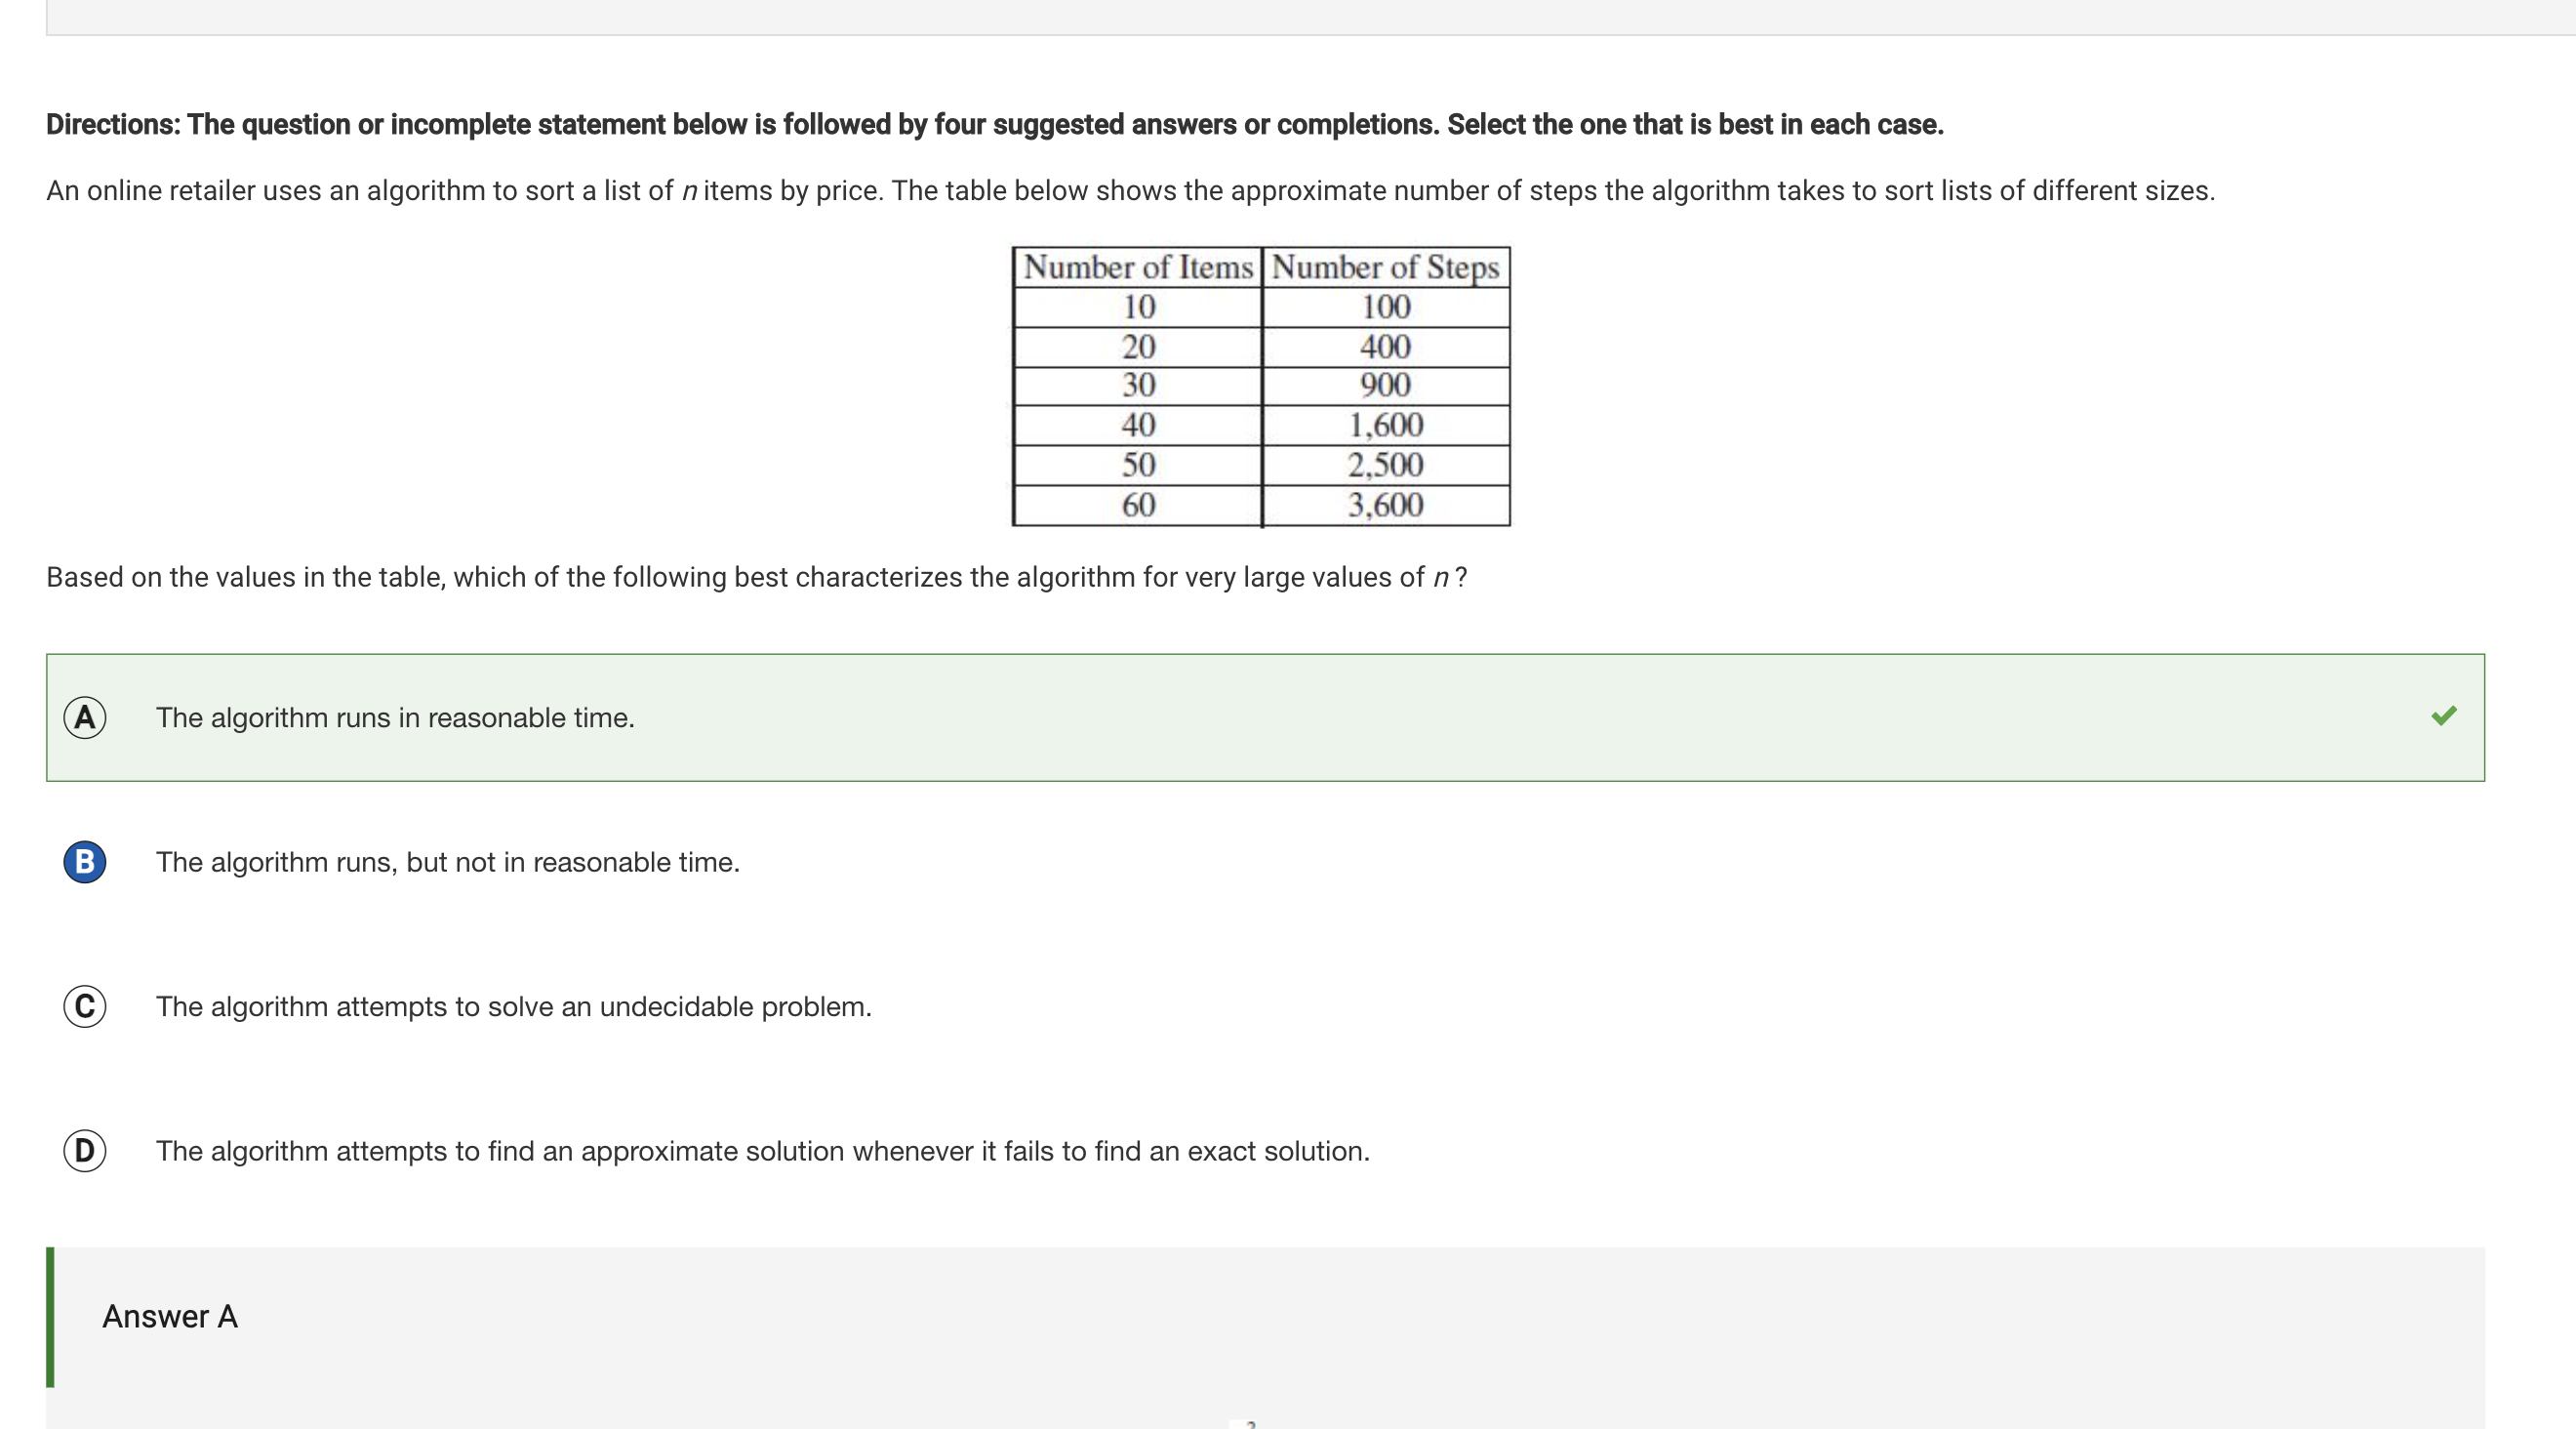 Directions: The question or incomplete statement below is followed by four suggested answers or completions. Select the one that is best in each case.
An online retailer uses an algorithm to sort a list of n items by price. The table below shows the approximate number of steps the algorithm takes to sort lists of different sizes.
Number of Items Number of Steps
10 100
20 400
30 900
40 1,600
50 2,500
60 3,600
Based on the values in the table, which of the following best characterizes the algorithm for very large values of n ?
A The algorithm runs in reasonable time.
B The algorithm runs, but not in reasonable time.
C The algorithm attempts to solve an undecidable problem.
D The algorithm attempts to find an approximate solution whenever it fails to find an exact solution.
Answer A